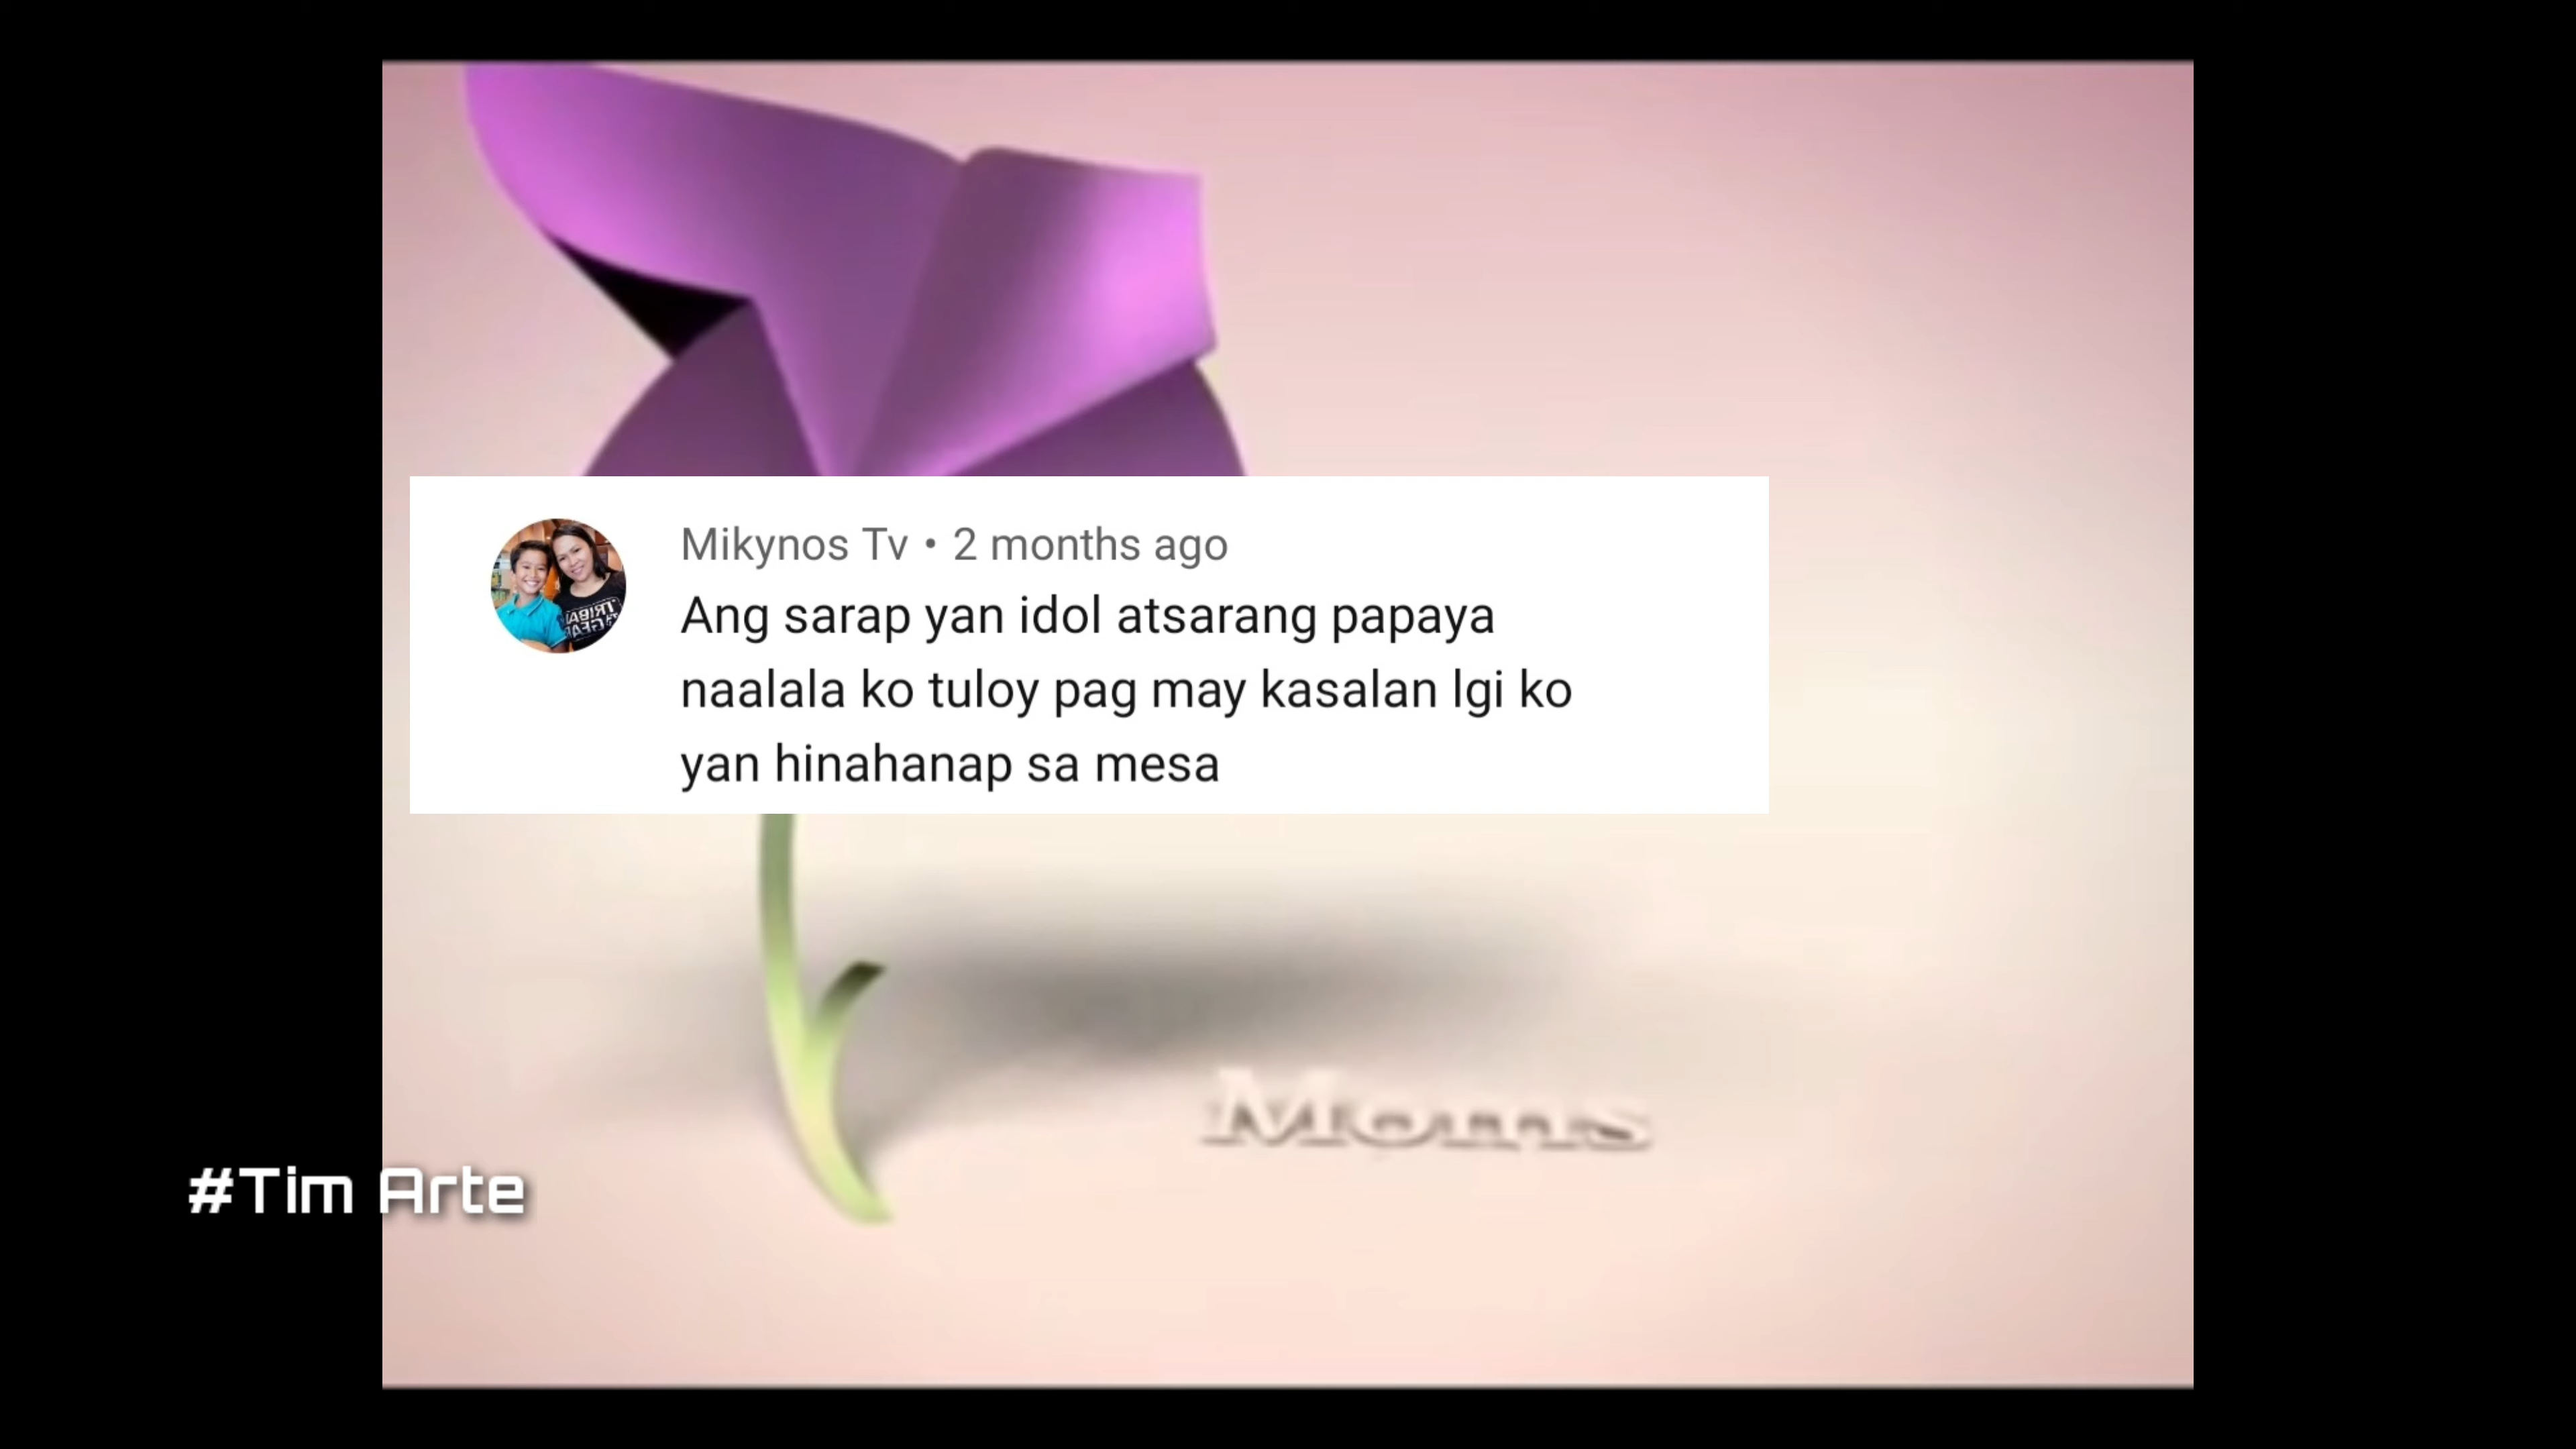 Mikynos Tv • 2 months ago
Ang sarap yan idol atsarang papaya
naalala ko tuloy pag may kasalan lgi ko
yan hinahanap sa mesa
Moms
#Tim Arte